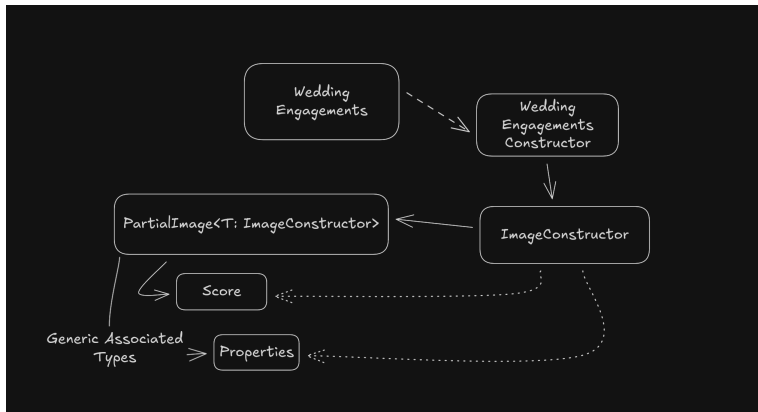 Wedding
Engagements
Wedding
Engagements
Constructor
PartialImage<T: ImageConstructor>
ImageConstructor
Score
Generic Associated
Types
Properties